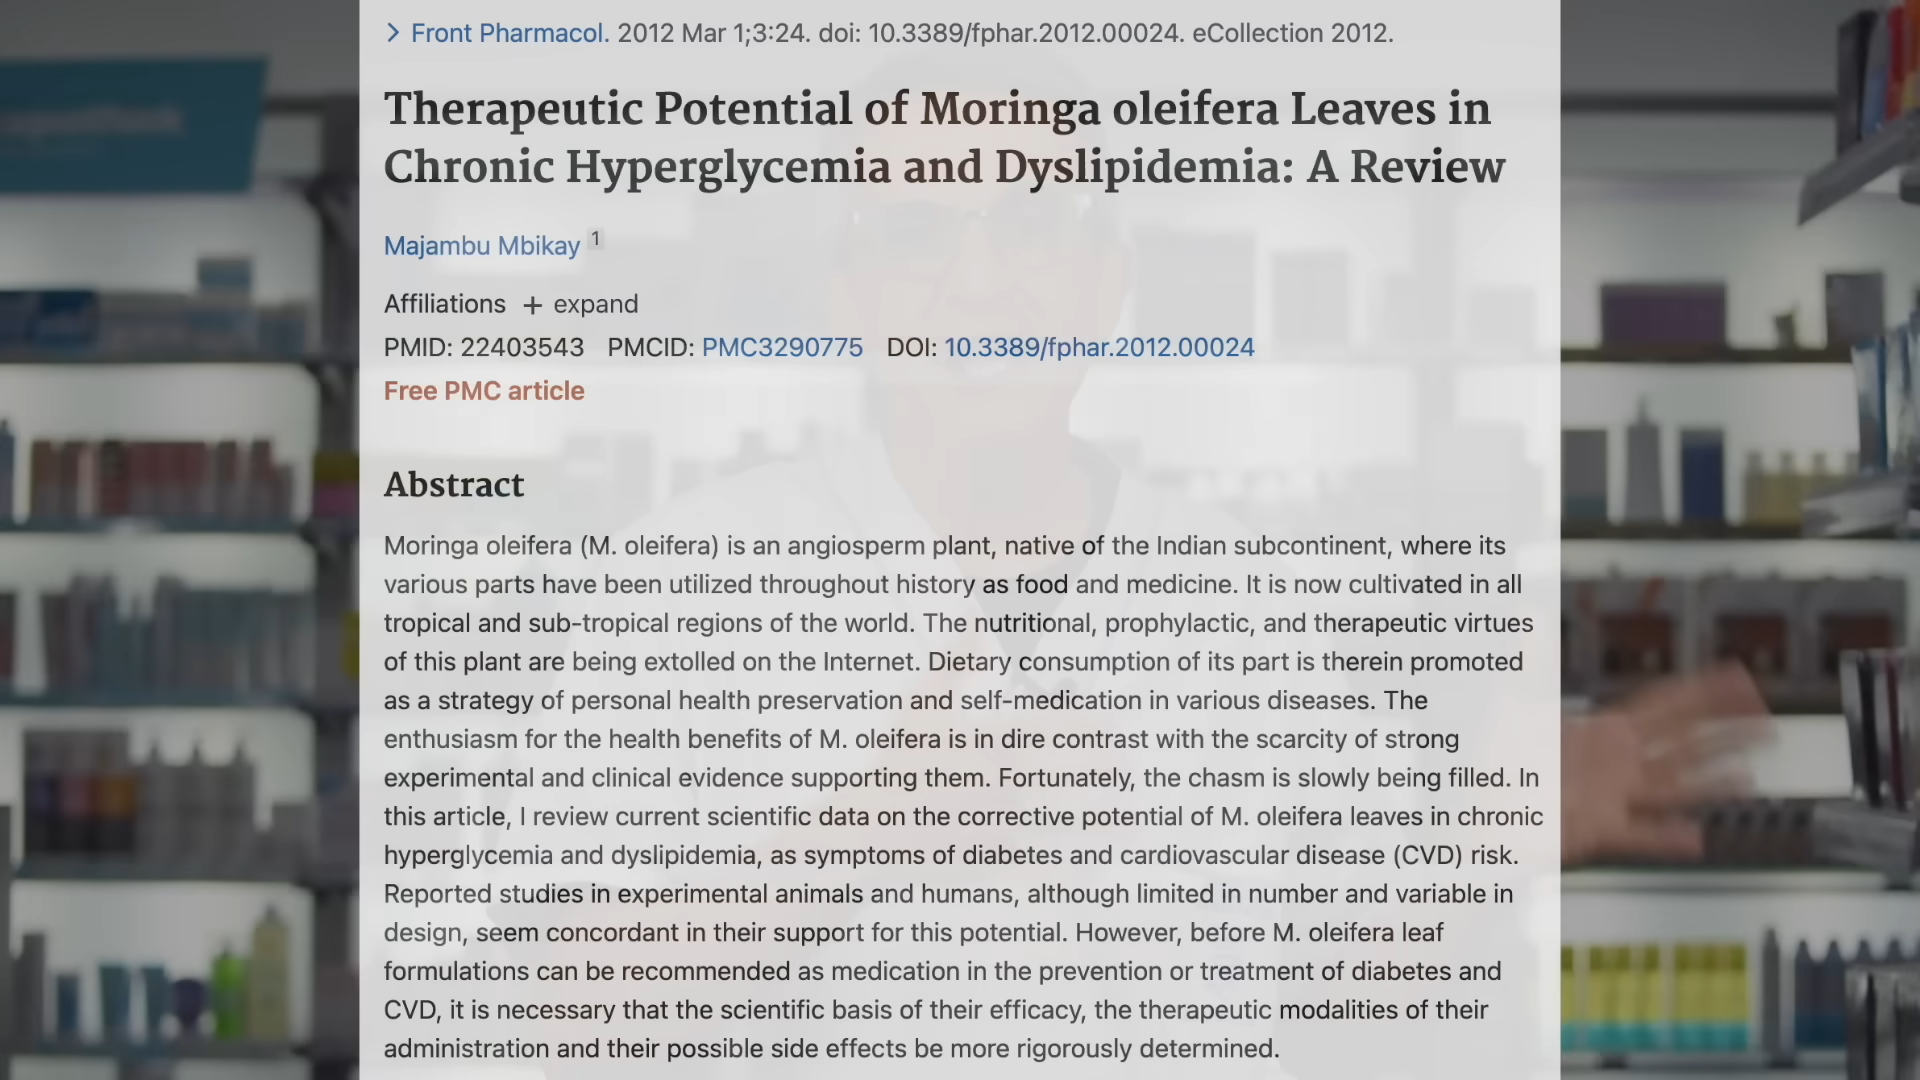 > Front Pharmacol. 2012 Mar 1;3:24. doi: 10.3389/fphar.2012.00024. eCollection 2012.
Therapeutic Potential of Moringa oleifera Leaves in
Chronic Hyperglycemia and Dyslipidemia: A Review
Majambu Mbikay 1
Affiliations + expand
PMID: 22403543 PMCID: PMC3290775 DOI: 10.3389/fphar.2012.00024
Free PMC article
Abstract
Moringa oleifera (M. oleifera) is an angiosperm plant, native of the Indian subcontinent, where its
various parts have been utilized throughout history as food and medicine. It is now cultivated in all
tropical and sub-tropical regions of the world. The nutritional, prophylactic, and therapeutic virtues
of this plant are being extolled on the Internet. Dietary consumption of its part is therein promoted
as a strategy of personal health preservation and self-medication in various diseases. The
enthusiasm for the health benefits of M. oleifera is in dire contrast with the scarcity of strong
experimental and clinical evidence supporting them. Fortunately, the chasm is slowly being filled. In
this article, I review current scientific data on the corrective potential of M. oleifera leaves in chronic
hyperglycemia and dyslipidemia, as symptoms of diabetes and cardiovascular disease (CVD) risk.
Reported studies in experimental animals and humans, although limited in number and variable in
design, seem concordant in their support for this potential. However, before M. oleifera leaf
formulations can be recommended as medication in the prevention or treatment of diabetes and
CVD, it is necessary that the scientific basis of their efficacy, the therapeutic modalities of their
administration and their possible side effects be more rigorously determined.